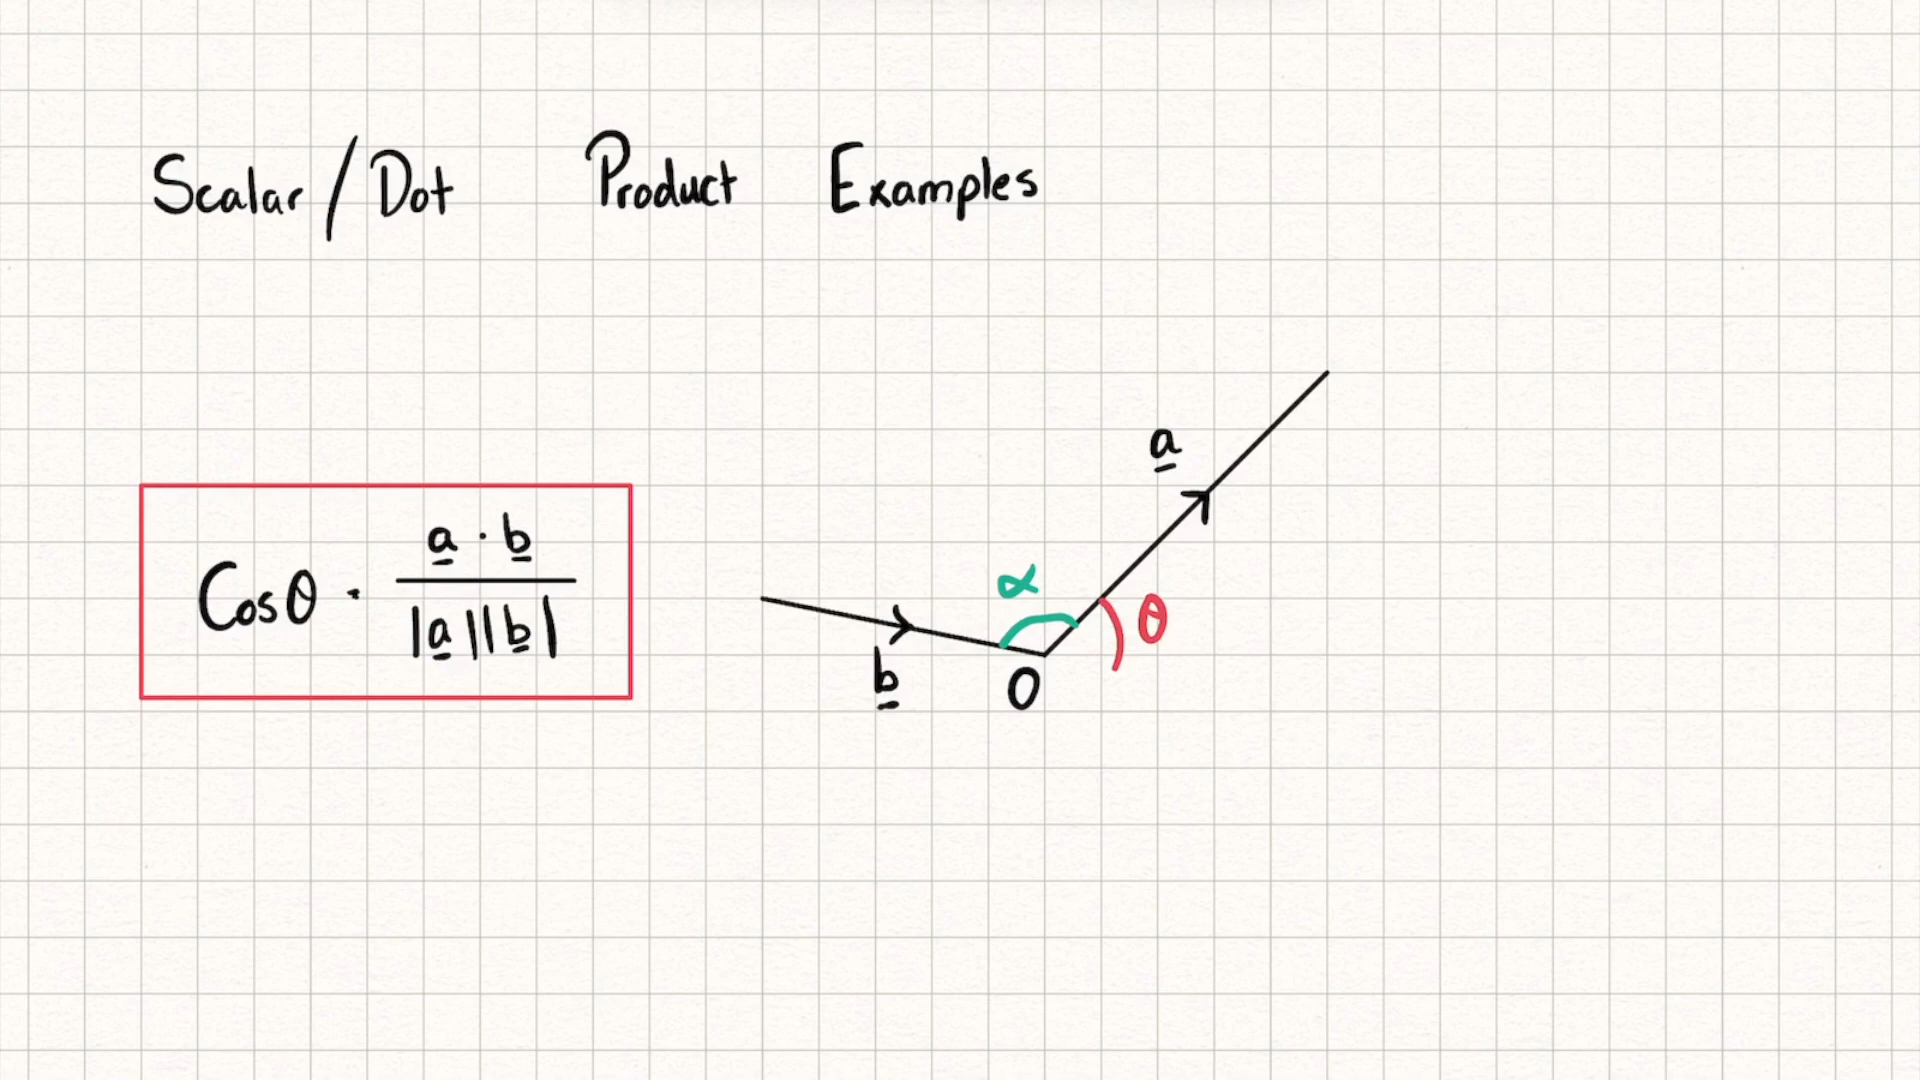 Scalar / Dot Product Examples
a
Cosθ · a · b / |a||b|
α
θ
b
O